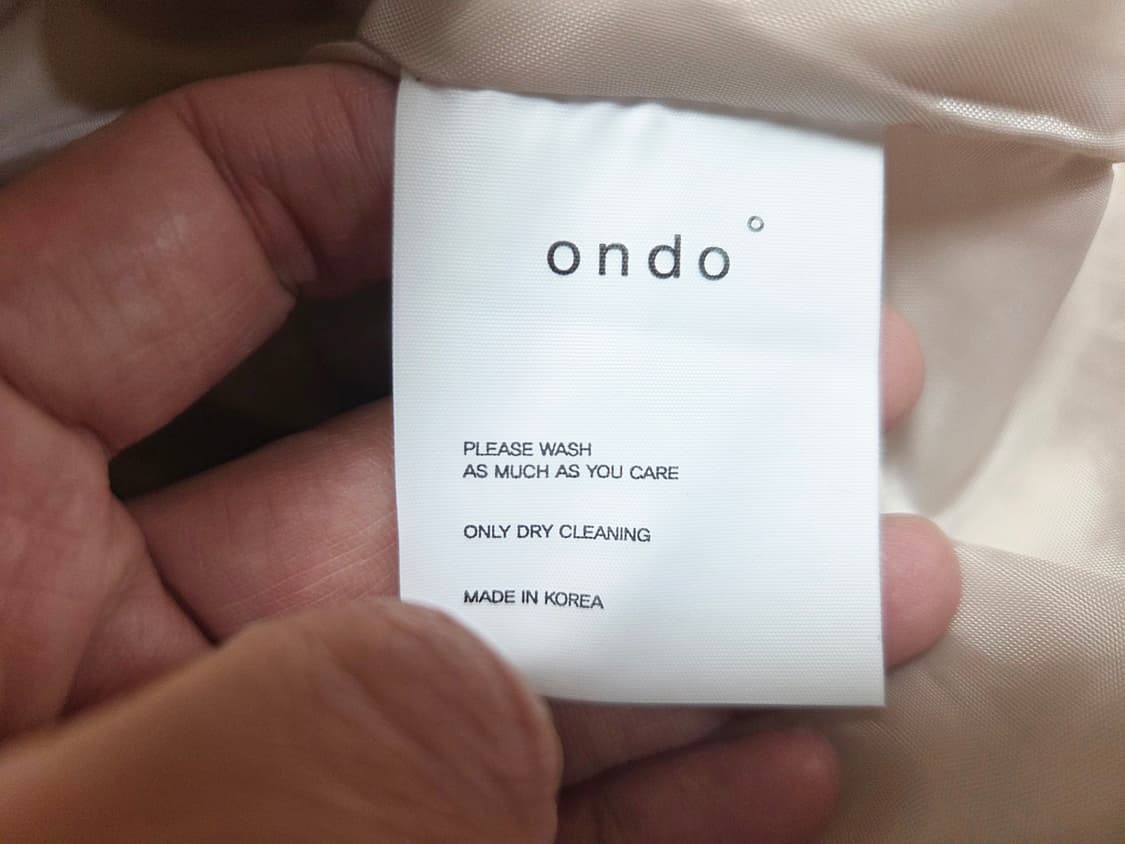 ondo°
PLEASE WASH
AS MUCH AS YOU CARE
ONLY DRY CLEANING
MADE IN KOREA